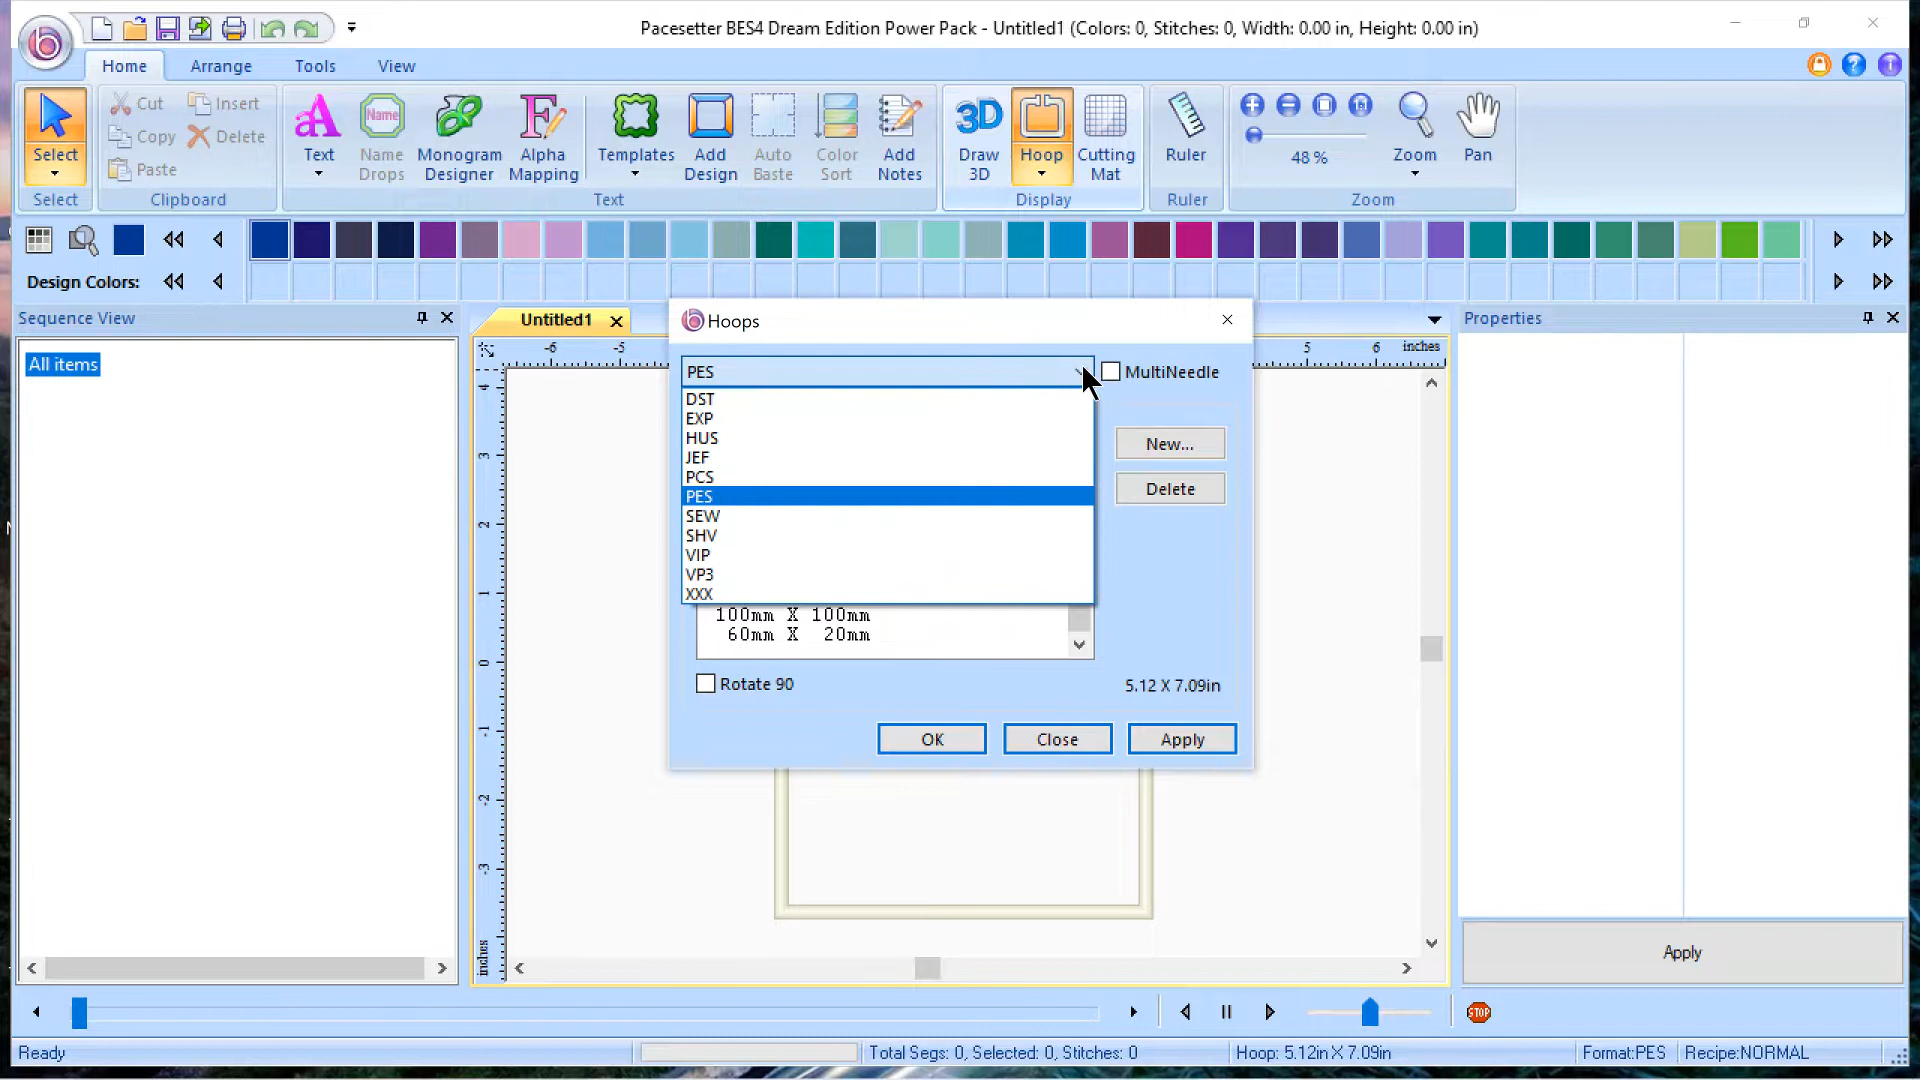 Pacesetter BES4 Dream Edition Power Pack - Untitled1 (Colors: 0, Stitches: 0, Width: 0.00 in, Height: 0.00 in)
Home Arrange Tools View
Select
Cut
Copy
Paste
Insert
Delete
Text
Name Drops
Name
Monogram Designer
Alpha Mapping
Templates
Add Design
Auto Baste
Color Sort
Add Notes
3D
Draw 3D
Hoop
Cutting Mat
Ruler
1:1
48 %
Zoom
Pan
Select Clipboard Text Display Ruler Zoom
Design Colors:
Sequence View
All items
Untitled1
-6 -5 5 6 inches
4
3
2
1
0
-1
-2
-3
inches
Hoops
PES
MultiNeedle
DST
EXP
HUS
JEF
PCS
PES
SEW
SHV
VIP
VP3
XXX
New...
Delete
100mm X 100mm
60mm X 20mm
Rotate 90
5.12 X 7.09in
OK Close Apply
Properties
Apply
STOP
Ready
Total Segs: 0, Selected: 0, Stitches: 0
Hoop: 5.12in X 7.09in
Format:PES
Recipe:NORMAL